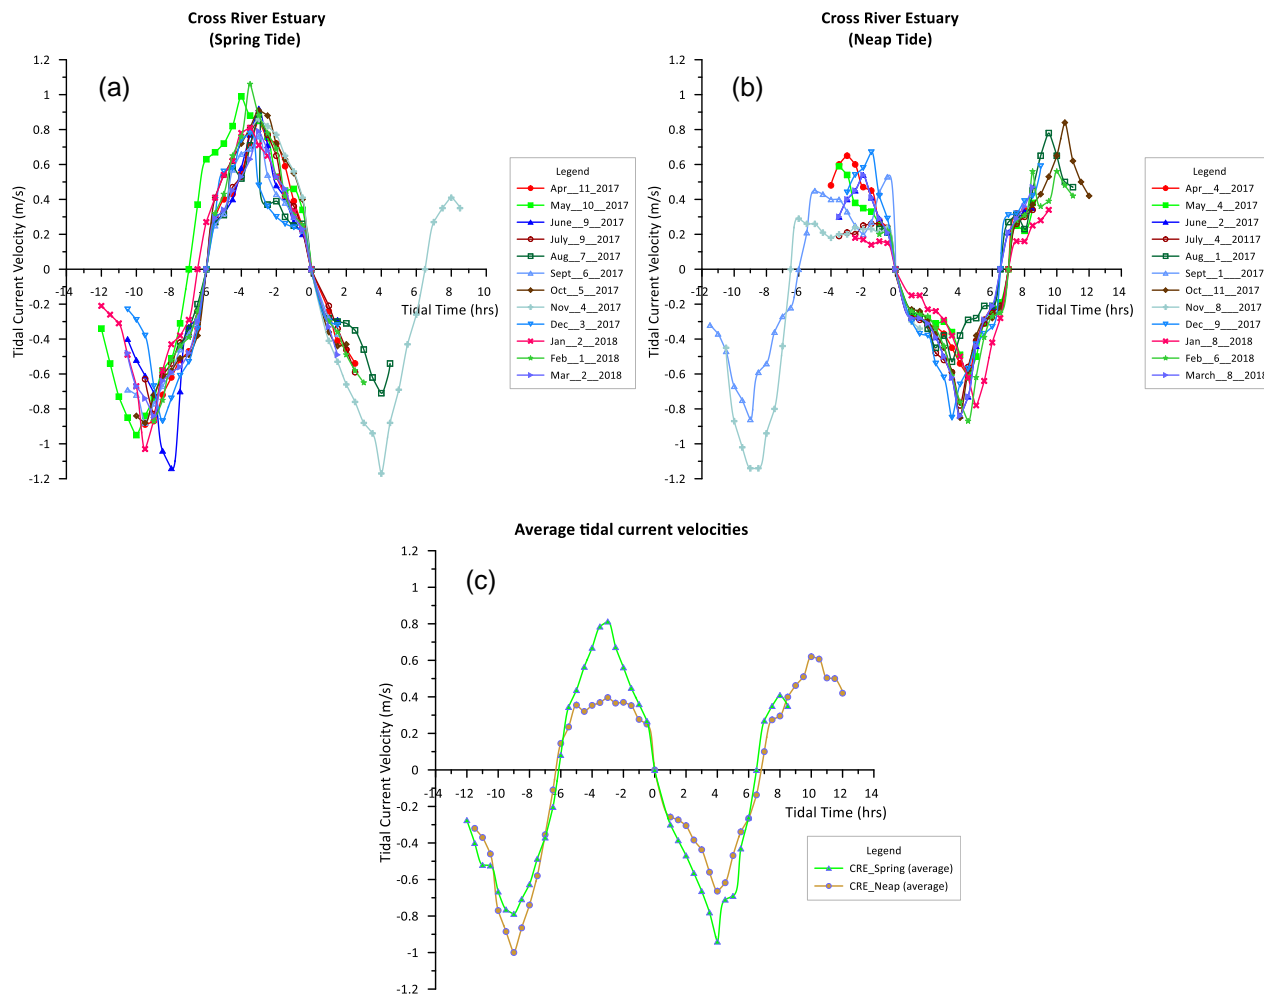 Cross River Estuary
(Spring Tide)
(a)
Tidal Current Velocity (m/s)
1.2
1
0.8
0.6
0.4
0.2
0
-0.2
-0.4
-0.6
-0.8
-1
-1.2
-14 -12 -10 -8 -6 -4 -2 0 2 4 6 8 10
Tidal Time (hrs)
Legend
Apr__11_2017
May__10__2017
June__9__2017
July__9__2017
Aug__7__2017
Sept__6__2017
Oct__5__2017
Nov__4__2017
Dec__3__2017
Jan__2__2018
Feb__1__2018
Mar__2__2018
Cross River Estuary
(Neap Tide)
(b)
Tidal Current Velocity (m/s)
1.2
1
0.8
0.6
0.4
0.2
0
-0.2
-0.4
-0.6
-0.8
-1
-1.2
-12 -10 -8 -6 -4 -2 0 2 4 6 8 10 12 14
Tidal Time (hrs)
Legend
Apr__4__2017
May__4__2017
June__2__2017
July__4__20117
Aug__1__2017
Sept__1___2017
Oct__11__2017
Nov__8___2017
Dec__9__2017
Jan__8__2018
Feb__6__2018
March__8__2018
Average tidal current velocities
(c)
Tidal Current Velocity (m/s)
1.2
1
0.8
0.6
0.4
0.2
0
-0.2
-0.4
-0.6
-0.8
-1
-1.2
-14 -12 -10 -8 -6 -4 -2 0 2 4 6 8 10 12 14
Tidal Time (hrs)
Legend
CRE_Spring (average)
CRE_Neap (average)